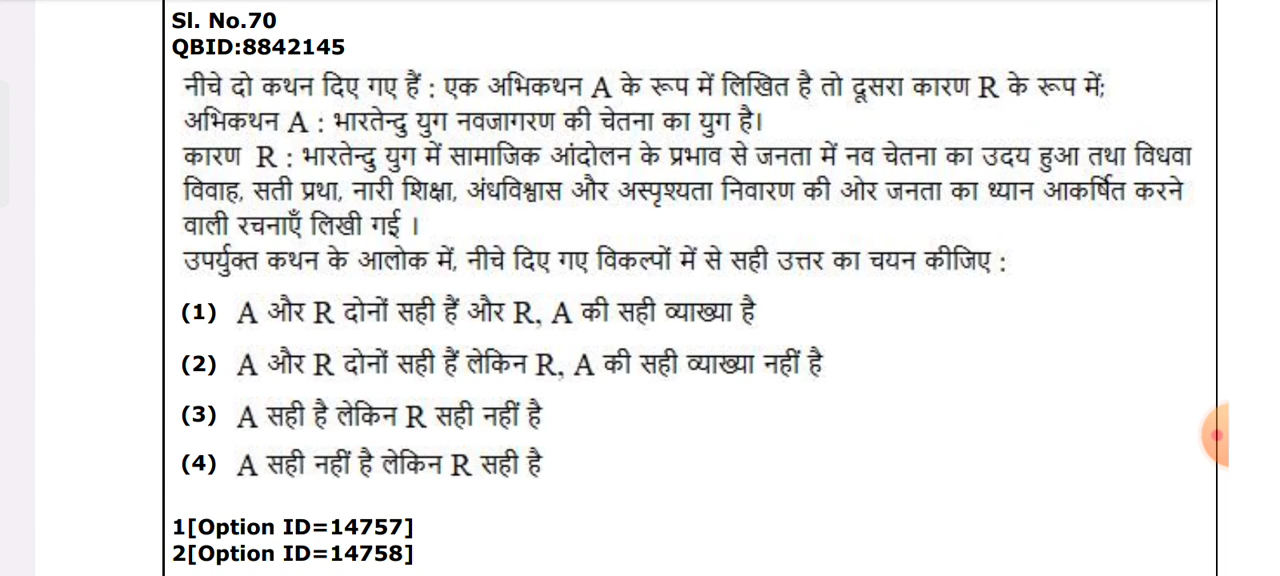 Sl. No.70
QBID:8842145
नीचे दो कथन दिए गए हैं : एक अभिकथन A के रूप में लिखित है तो दूसरा कारण R के रूप में;
अभिकथन A : भारतेन्दु युग नवजागरण की चेतना का युग है।
कारण R : भारतेन्दु युग में सामाजिक आंदोलन के प्रभाव से जनता में नव चेतना का उदय हुआ तथा विधवा
विवाह, सती प्रथा, नारी शिक्षा, अंधविश्वास और अस्पृश्यता निवारण की ओर जनता का ध्यान आकर्षित करने
वाली रचनाएँ लिखी गई ।
उपर्युक्त कथन के आलोक में, नीचे दिए गए विकल्पों में से सही उत्तर का चयन कीजिए :
(1) A और R दोनों सही हैं और R, A की सही व्याख्या है
(2) A और R दोनों सही हैं लेकिन R, A की सही व्याख्या नहीं है
(3) A सही है लेकिन R सही नहीं है
(4) A सही नहीं है लेकिन R सही है
1[Option ID=14757]
2[Option ID=14758]